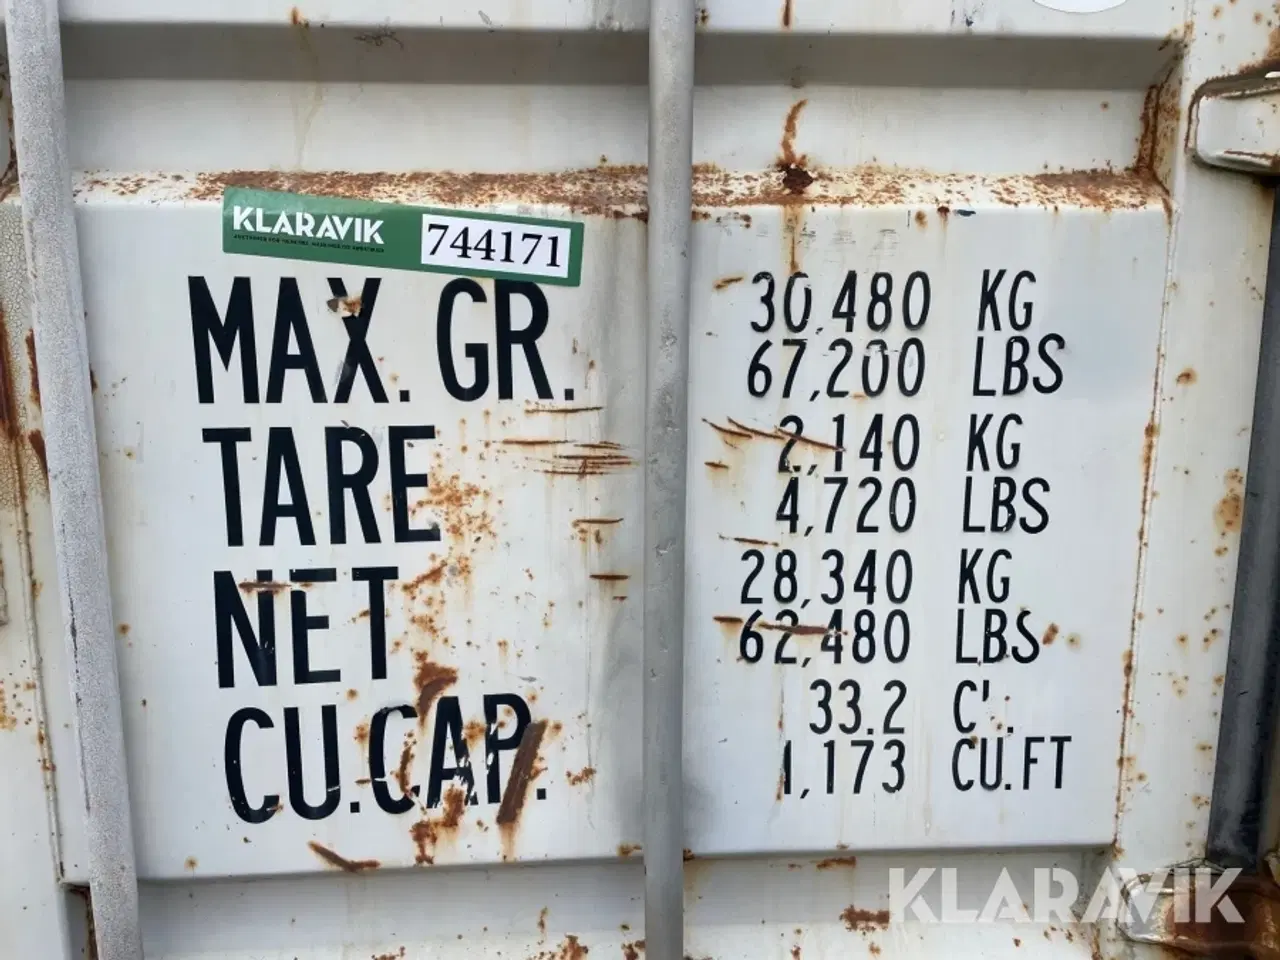 KLARAVIK
744171
MAX. GR. 30,480 KG
67,200 LBS
TARE 2,140 KG
4,720 LBS
NET 28,340 KG
62,480 LBS
CU.CAP. 33.2 C'.
1,173 CU.FT
KLARAVIK